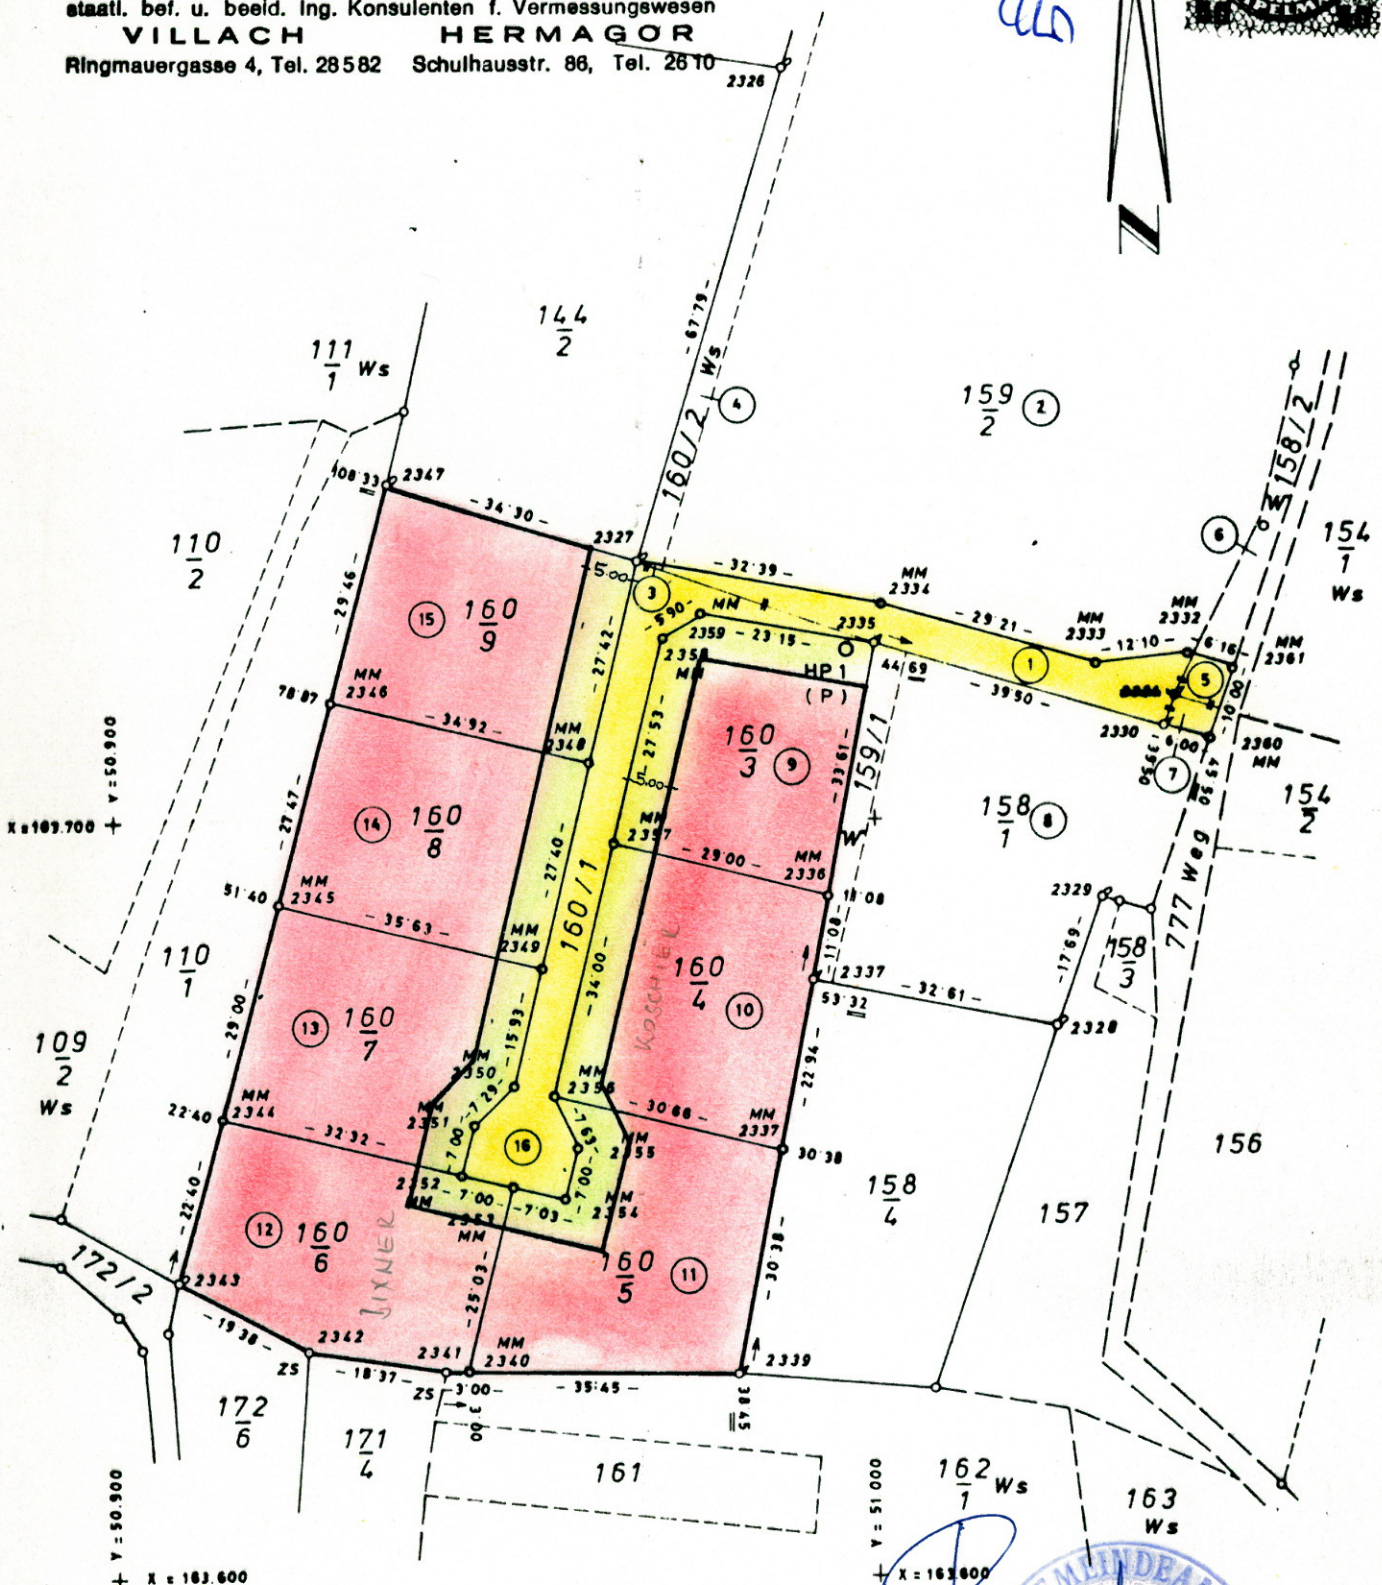 staatl. bef. u. beeid. Ing. Konsulenten f. Vermessungswesen
VILLACH HERMAGOR
Ringmauergasse 4, Tel. 28582 Schulhausstr. 86, Tel. 2610
2326
144
2
- 67.79 -
111
1 Ws
160/2 Ws
4
159
2
2
W 158/2
6
154
1
Ws
110
2
108.33 2347
- 34.30 -
2327
- 5.00 -
3
- 32.39 -
MM
2334
- 29.21 -
MM
2333
- 12.10 -
MM
2332
- 6.16 -
MM
2361
5
10.00
- 29.46 -
15
160
9
- 27.42 -
- 5.90 -
MM
2359 - 23.15 -
2335
44.69
1
- 39.50 -
2330
- 6.00 -
39.50
7
2360
MM
45.50
HP 1
( P )
MM
78.87
MM
2346
- 34.92 -
MM
2348
- 27.53 -
- 5.00 -
160
3
9
- 33.61 -
159/1
W
158
1
8
154
2
Y = 50.900
X = 163.700
- 27.47 -
14
160
8
- 27.40 -
160/1
MM
2357
- 29.00 -
MM
2336
11.08
- 11.08 -
2329
777 Weg
51.40
MM
2345
- 35.63 -
MM
2349
- 34.00 -
KOSCHIER
160
4
10
2337
53.32
- 32.61 -
- 17.69 -
2328
158
3
110
1
- 29.00 -
13
160
7
- 15.93 -
109
2
Ws
MM
2350
- 7.29 -
MM
2351
- 7.00 -
MM
2356
- 7.63 -
- 30.66 -
MM
2337
- 22.94 -
30.38
22.40
MM
2344
- 32.32 -
16
- 7.00 -
- 7.03 -
- 7.00 -
MM
2354
MM
2353
MM
156
158
4
157
- 22.40 -
12
160
6
BIXNER
- 25.03 -
160
5
11
- 30.38 -
172/2
2343
- 19.38 -
2342
ZS
- 18.37 -
2341
ZS
- 3.00 -
3.00
MM
2340
- 35.45 -
2339
38.45
172
6
171
4
161
162
1 Ws
163
Ws
Y = 50.900
X = 163.600
Y = 51 000
X = 163.600